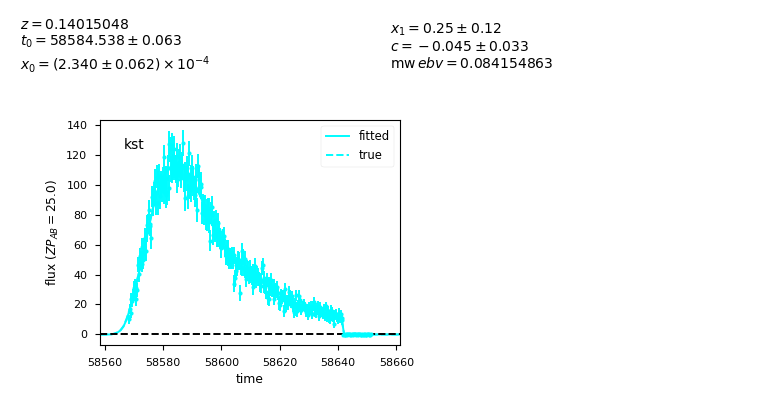 z = 0.14015048
t₀ = 58584.538 ± 0.063
x₀ = (2.340 ± 0.062) × 10⁻⁴
x₁ = 0.25 ± 0.12
c = −0.045 ± 0.033
mw ebv = 0.084154863
kst
fitted
true
flux (ZP_AB = 25.0)
140
120
100
80
60
40
20
0
58560 58580 58600 58620 58640 58660
time